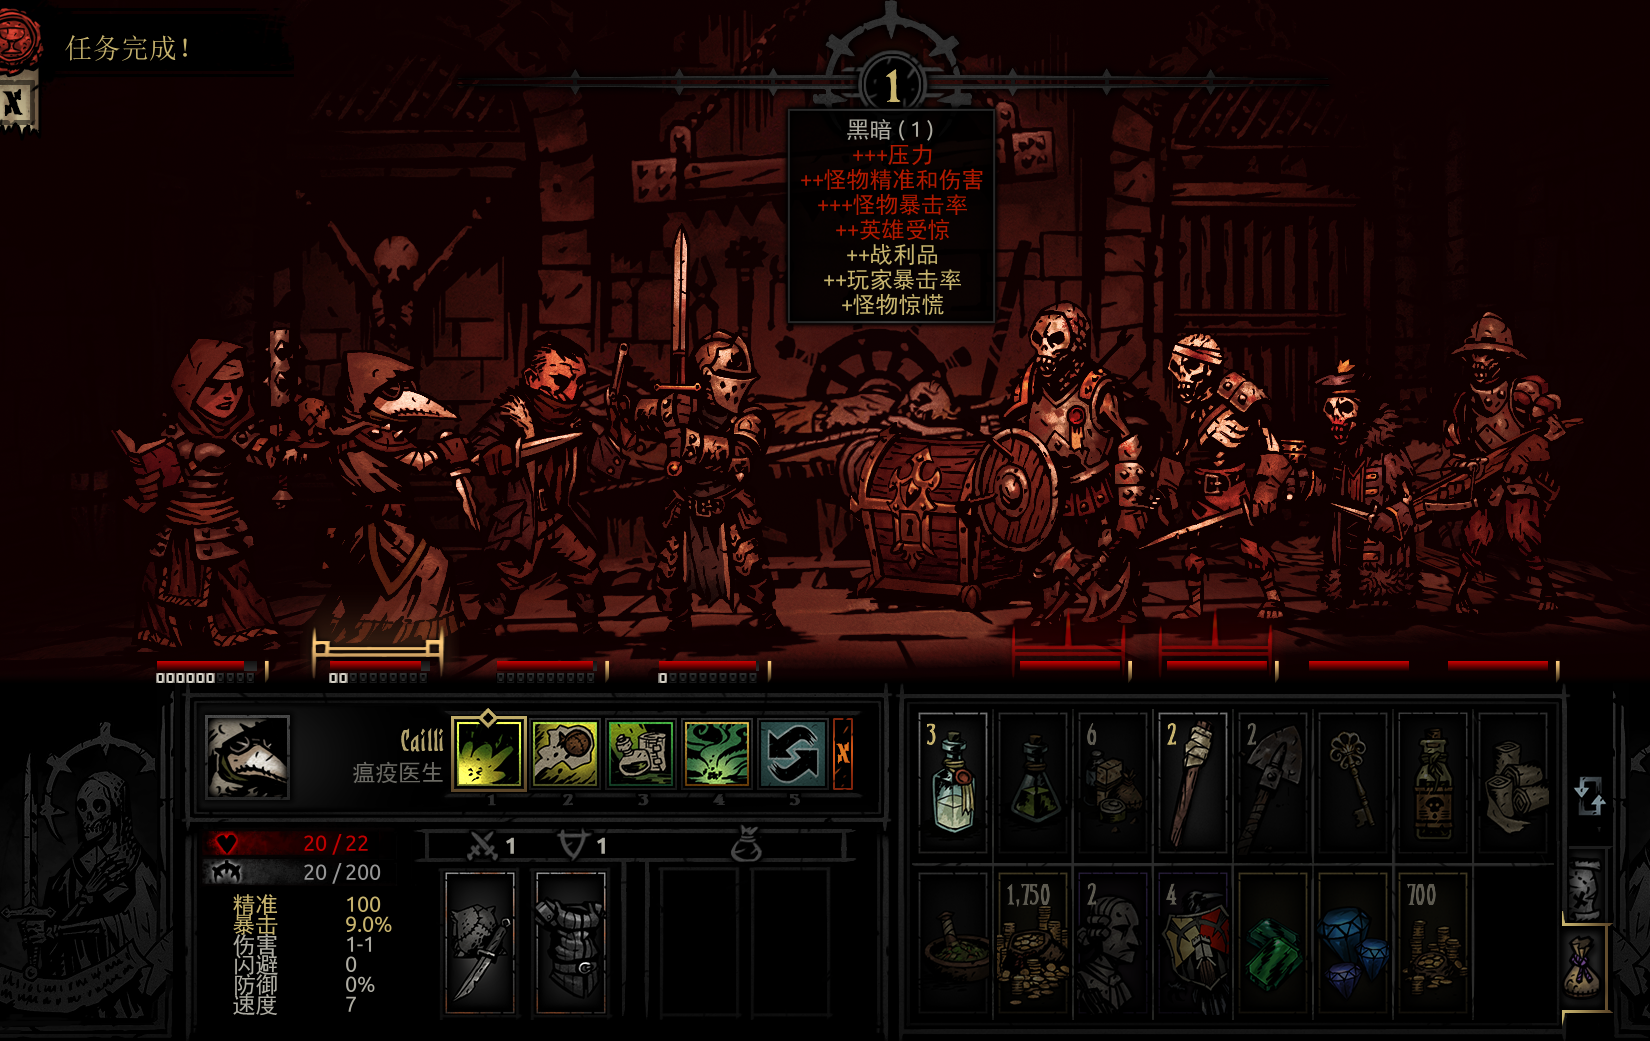 任务完成！
1
黑暗(1)
+++压力
++怪物精准和伤害
+++怪物暴击率
++英雄受惊
++战利品
++玩家暴击率
+怪物惊慌
Cailli
瘟疫医生
1 2 3 4 5
20/22
20/200
精准 100
暴击 9.0%
伤害 1-1
闪避 0
防御 0%
速度 7
1 1
3 6 2 2
1,750 2 4 700